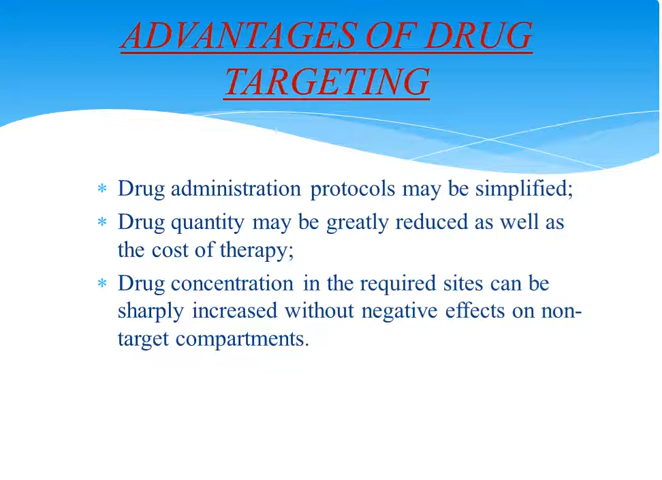 ADVANTAGES OF DRUG
TARGETING
* Drug administration protocols may be simplified;
* Drug quantity may be greatly reduced as well as
the cost of therapy;
* Drug concentration in the required sites can be
sharply increased without negative effects on non-
target compartments.